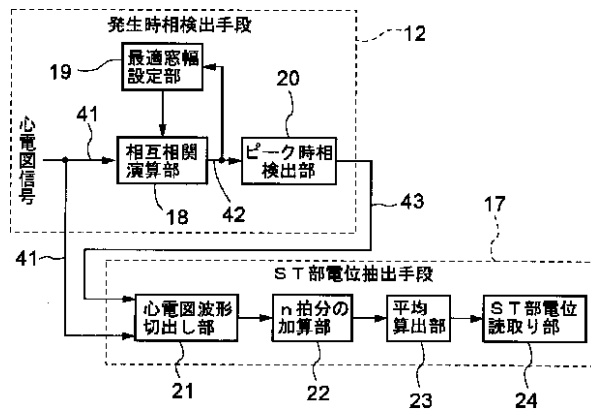 発生時相検出手段
12
19
最適窓幅
設定部
20
心電図信号
41
相互相関
演算部
ピーク時相
検出部
18
42
43
41
17
ST部電位抽出手段
心電図波形
切出し部
n拍分の
加算部
平均
算出部
ST部電位
読取り部
21
22
23
24